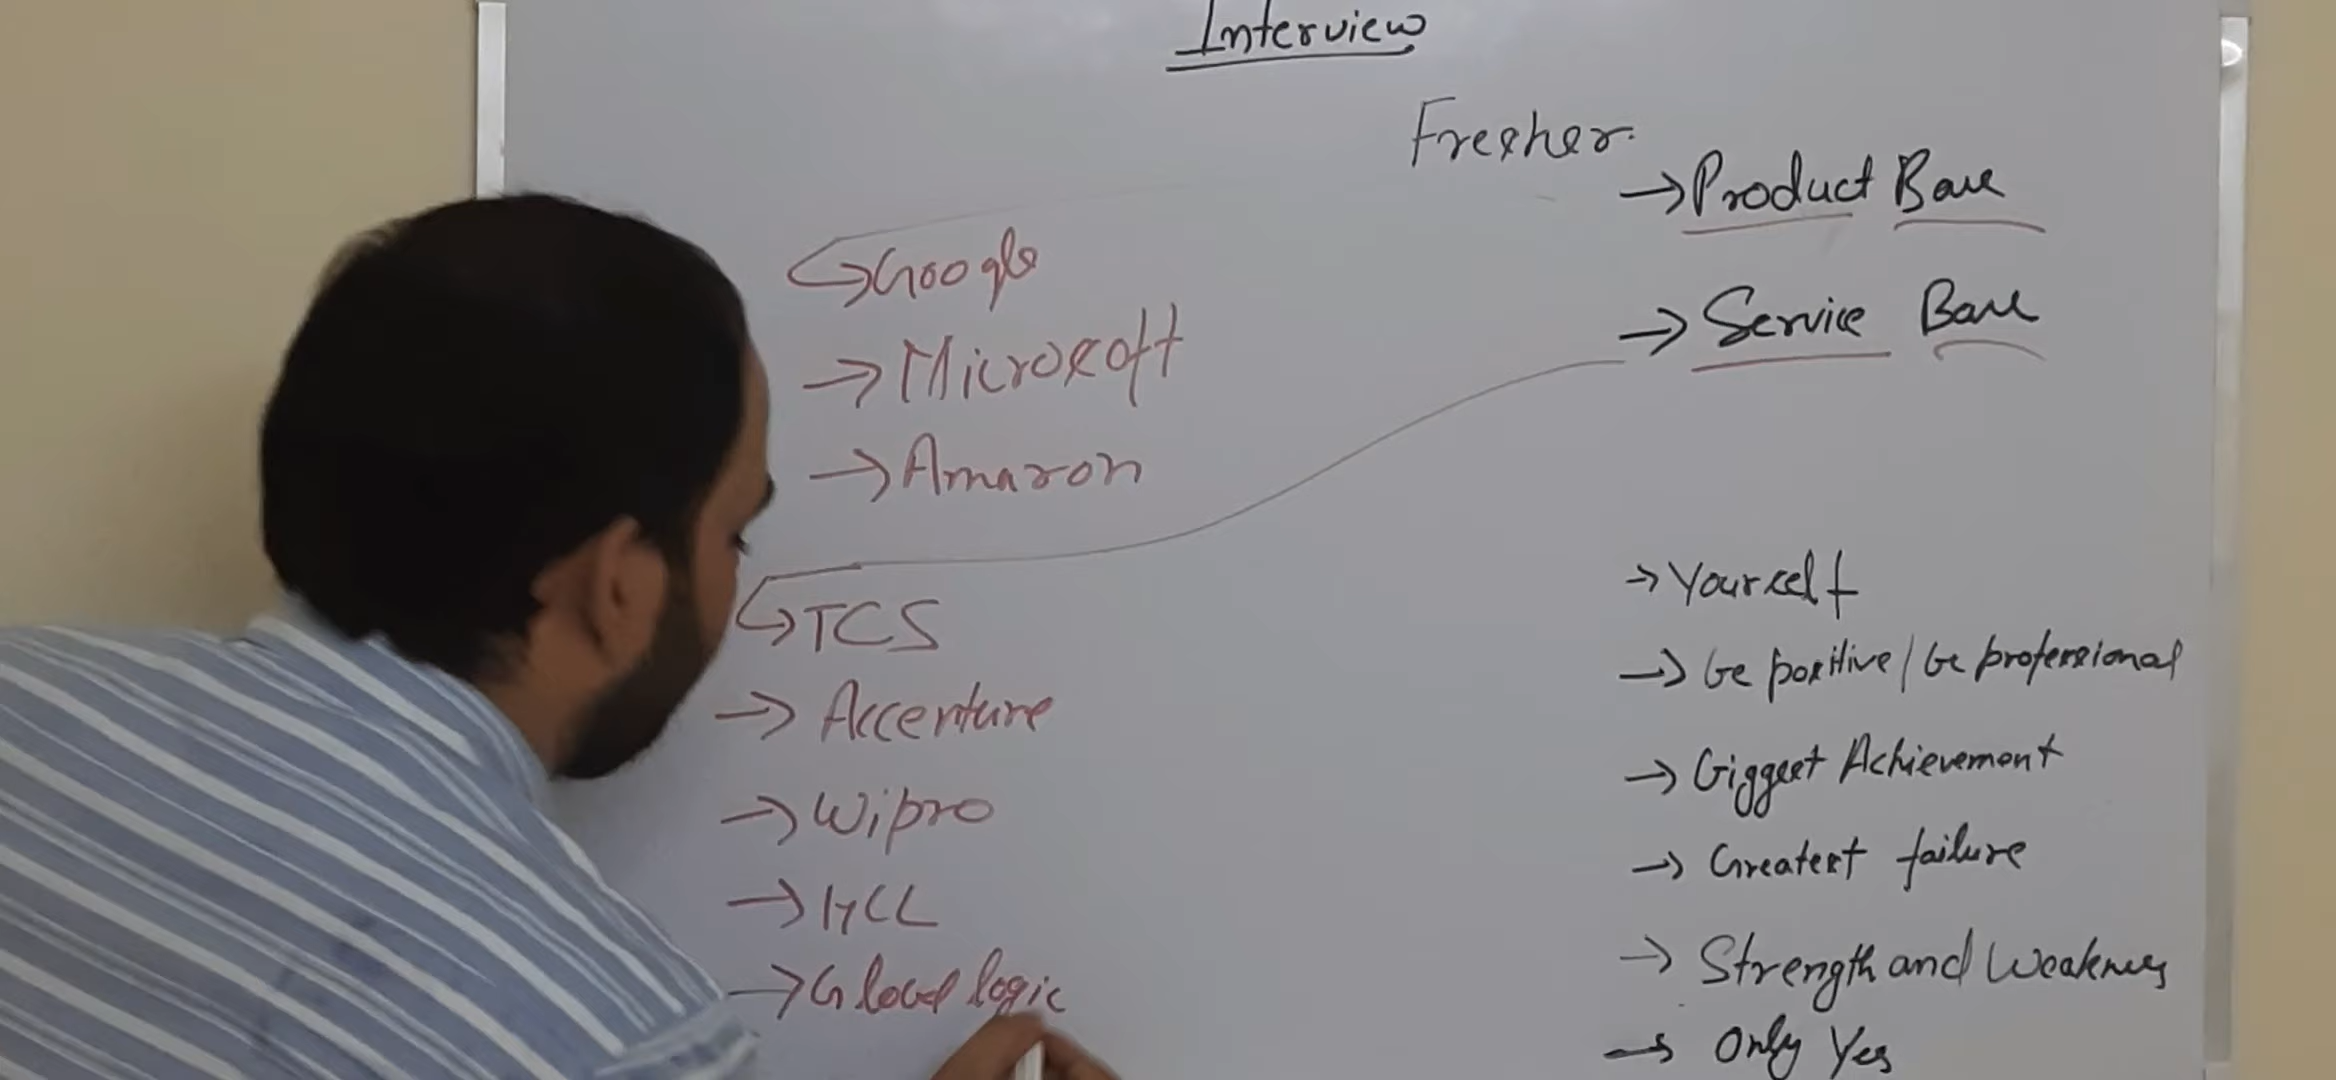 Interview
Fresher.
→ Product Base
→ Service Base
→ Google
→ Microsoft
→ Amazon
→ TCS
→ Accenture
→ Wipro
→ HCL
→ Global logic
→ Yourself
→ be positive / be professional
→ biggest Achievement
→ Greatest failure
→ Strength and Weakness
→ Only Yes